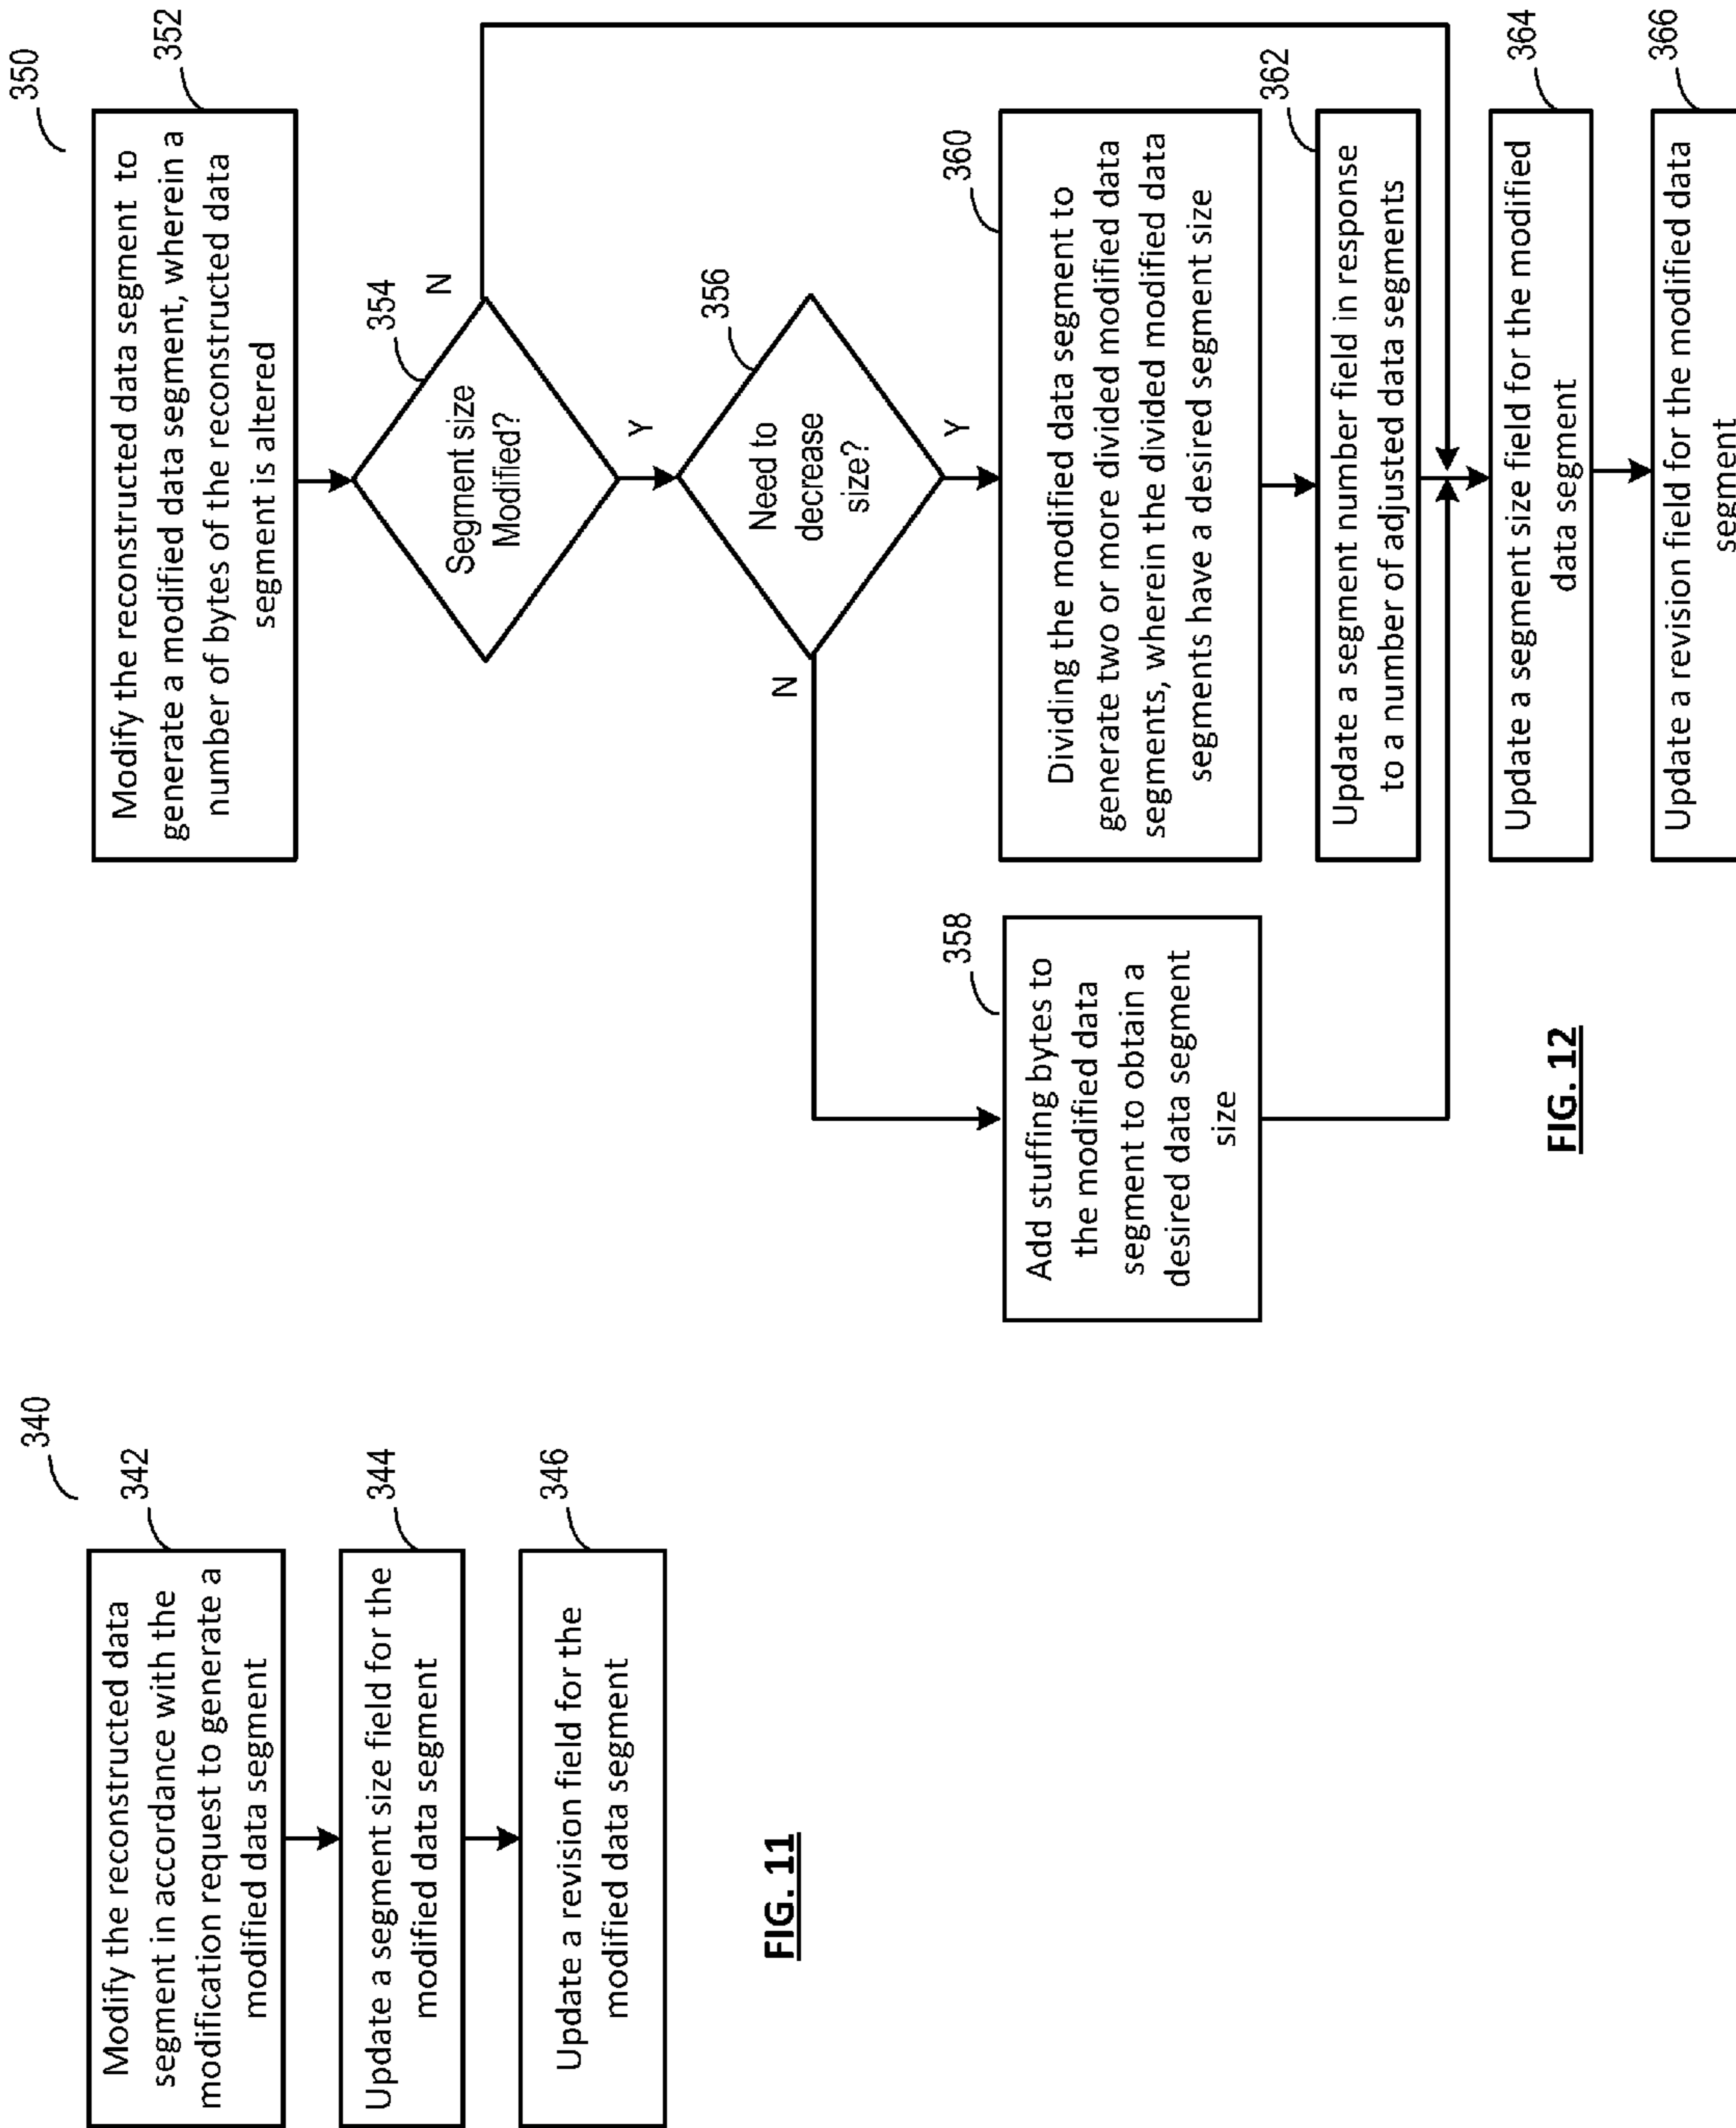 340
342
Modify the reconstructed data
segment in accordance with the
modification request to generate a
modified data segment
344
Update a segment size field for the
modified data segment
346
Update a revision field for the
modified data segment
FIG. 11
350
352
Modify the reconstructed data segment to
generate a modified data segment, wherein a
number of bytes of the reconstructed data
segment is altered
354
N
Segment size
Modified?
Y
356
Need to
decrease
size?
N
Y
358
Add stuffing bytes to
the modified data
segment to obtain a
desired data segment
size
360
Dividing the modified data segment to
generate two or more divided modified data
segments, wherein the divided modified data
segments have a desired segment size
362
Update a segment number field in response
to a number of adjusted data segments
364
Update a segment size field for the modified
data segment
366
Update a revision field for the modified data
segment
FIG. 12